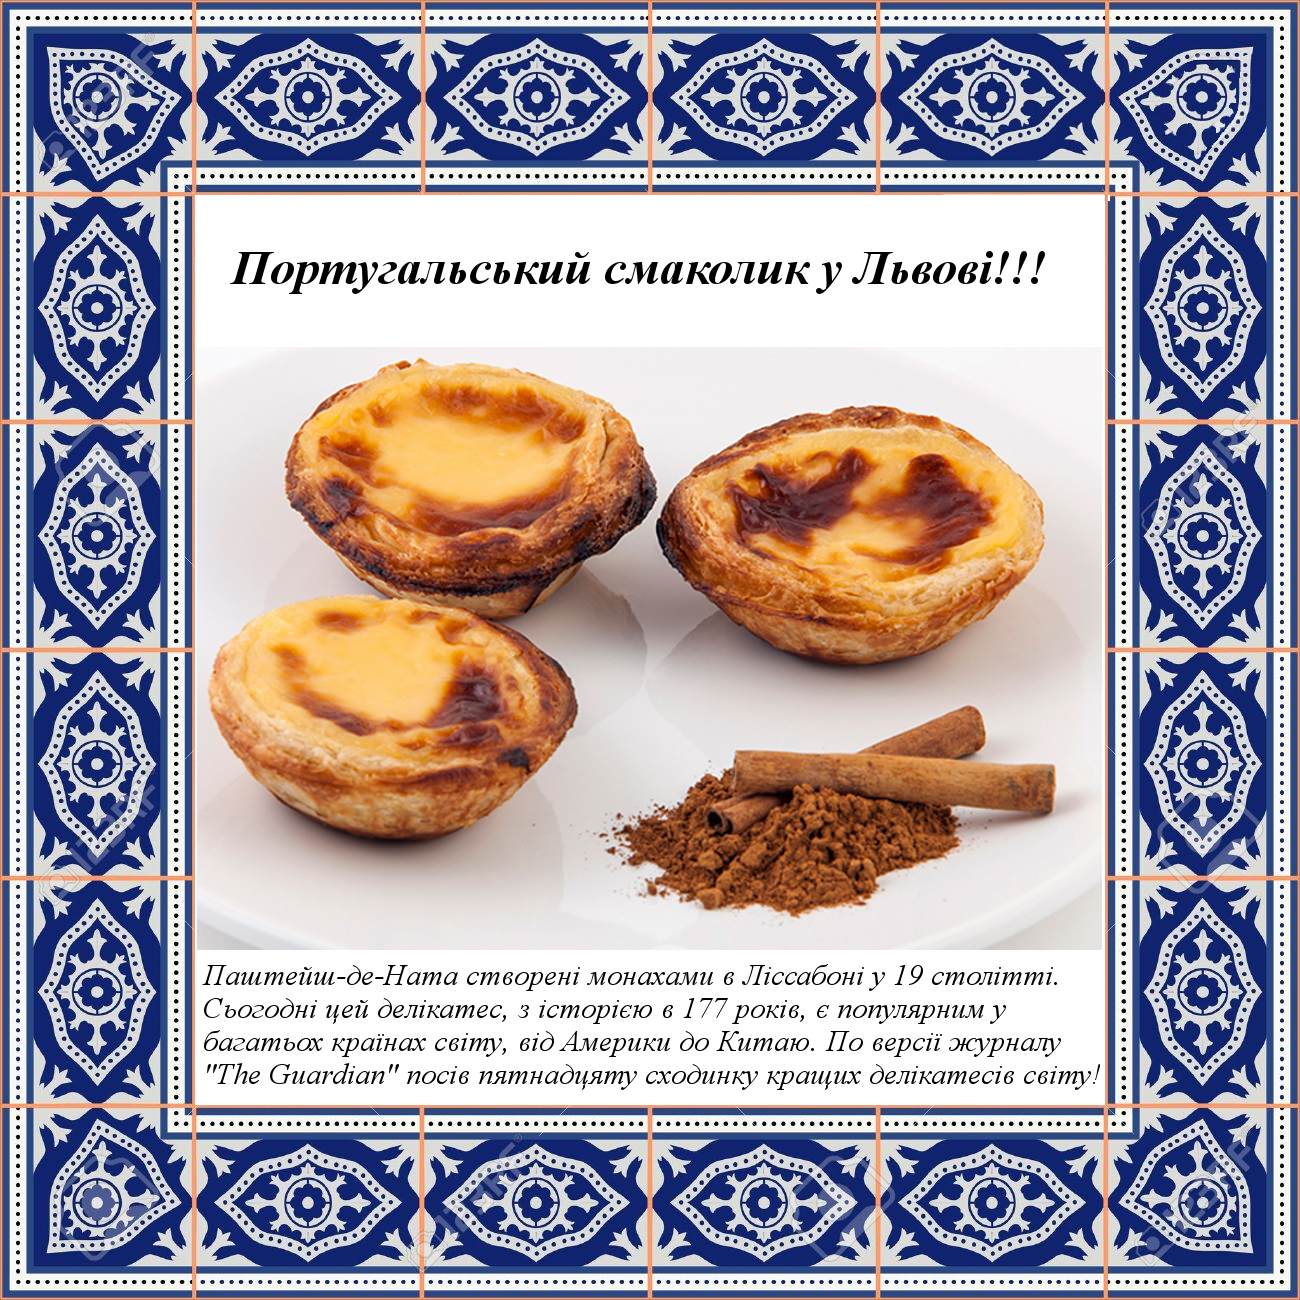 Португальський смаколик у Львові!!!
Паштейш-де-Ната створені монахами в Ліссабоні у 19 столітті.
Сьогодні цей делікатес, з історією в 177 років, є популярним у
багатьох країнах світу, від Америки до Китаю. По версії журналу
"The Guardian" посів пятнадцяту сходинку кращих делікатесів світу!